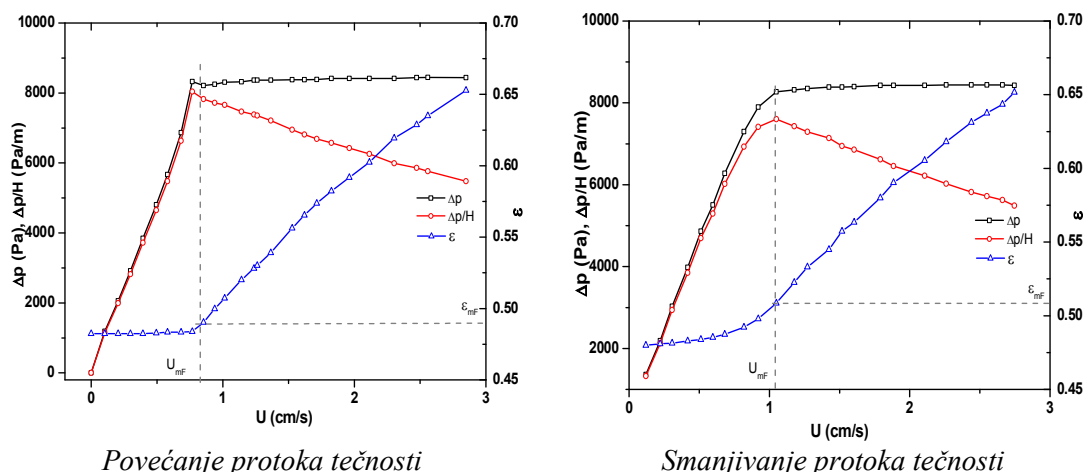 10000
8000
6000
4000
2000
0
Δp (Pa), Δp/H (Pa/m)
0.70
0.65
0.60
0.55
0.50
0.45
ε
Δp
Δp/H
ε
ε_mF
U_mF
0 1 2 3
U (cm/s)
Povećanje protoka tečnosti
10000
8000
6000
4000
2000
Δp (Pa), Δp/H (Pa/m)
0.70
0.65
0.60
0.55
0.50
0.45
ε
Δp
Δp/H
ε
ε_mF
U_mF
0 1 2 3
U (cm/s)
Smanjivanje protoka tečnosti